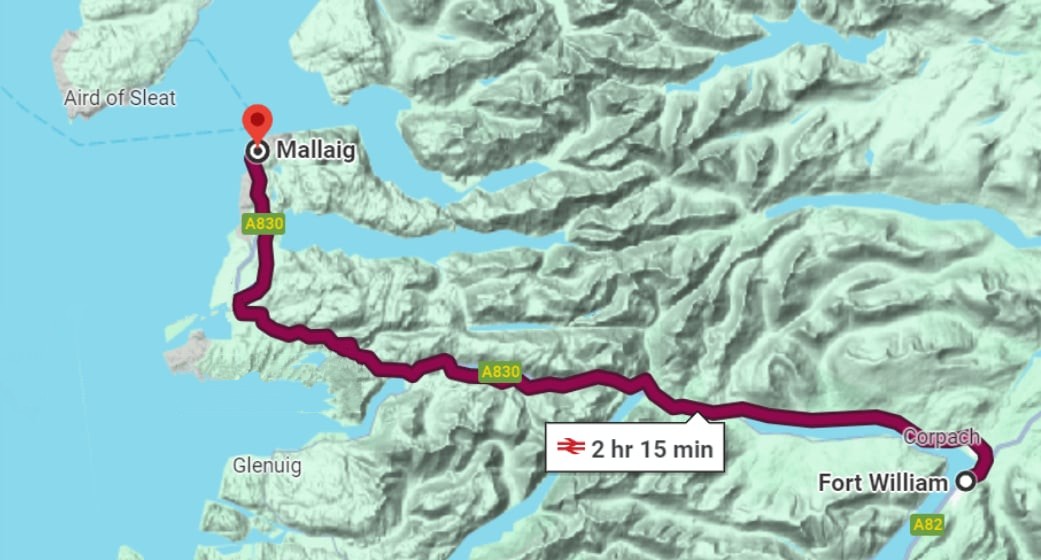 Aird of Sleat
Mallaig
A830
A830
2 hr 15 min
Corpach
Glenuig
Fort William
A82